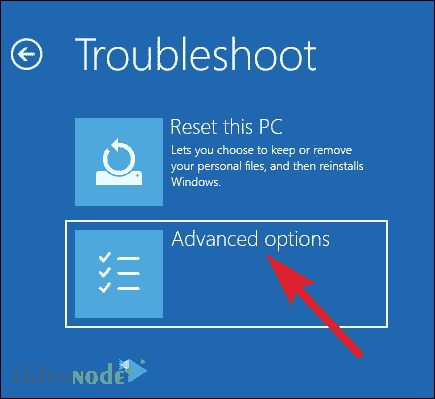 Troubleshoot
Reset this PC
Lets you choose to keep or remove
your personal files, and then reinstalls
Windows.
Advanced options
NODE